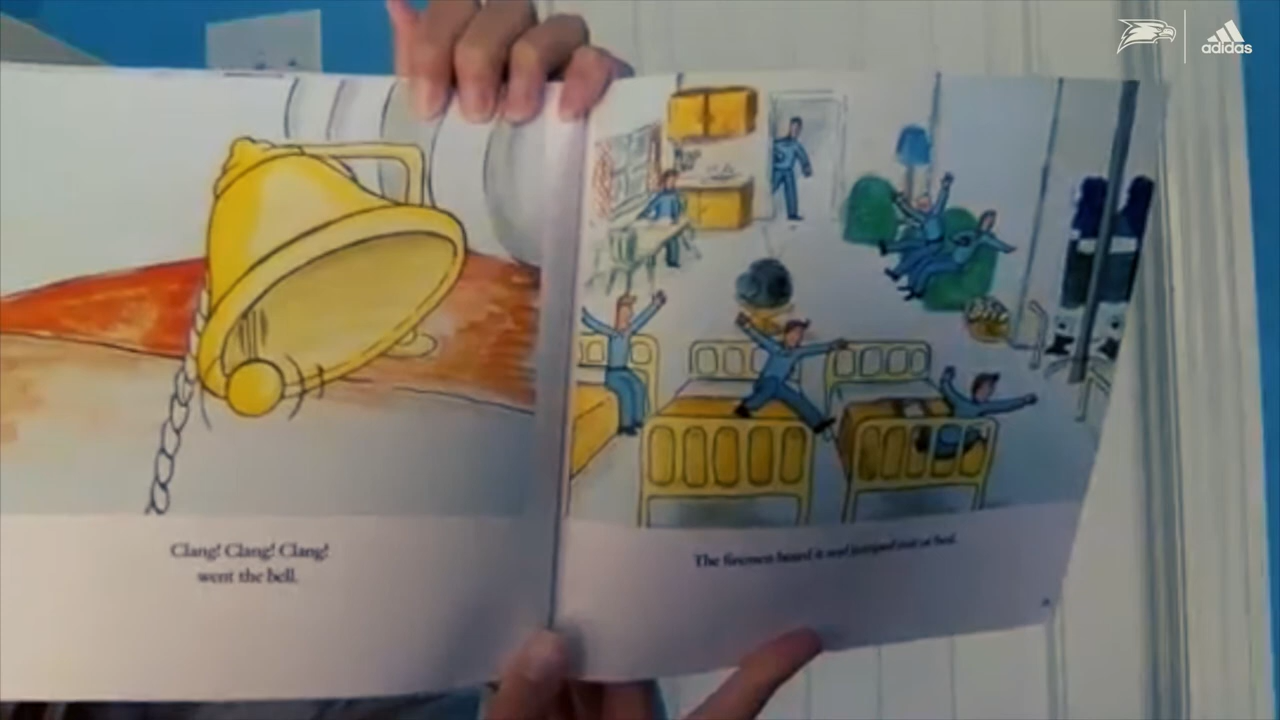 adidas
Clang! Clang! Clang!
went the bell.
The firemen heard it and jumped out of bed.